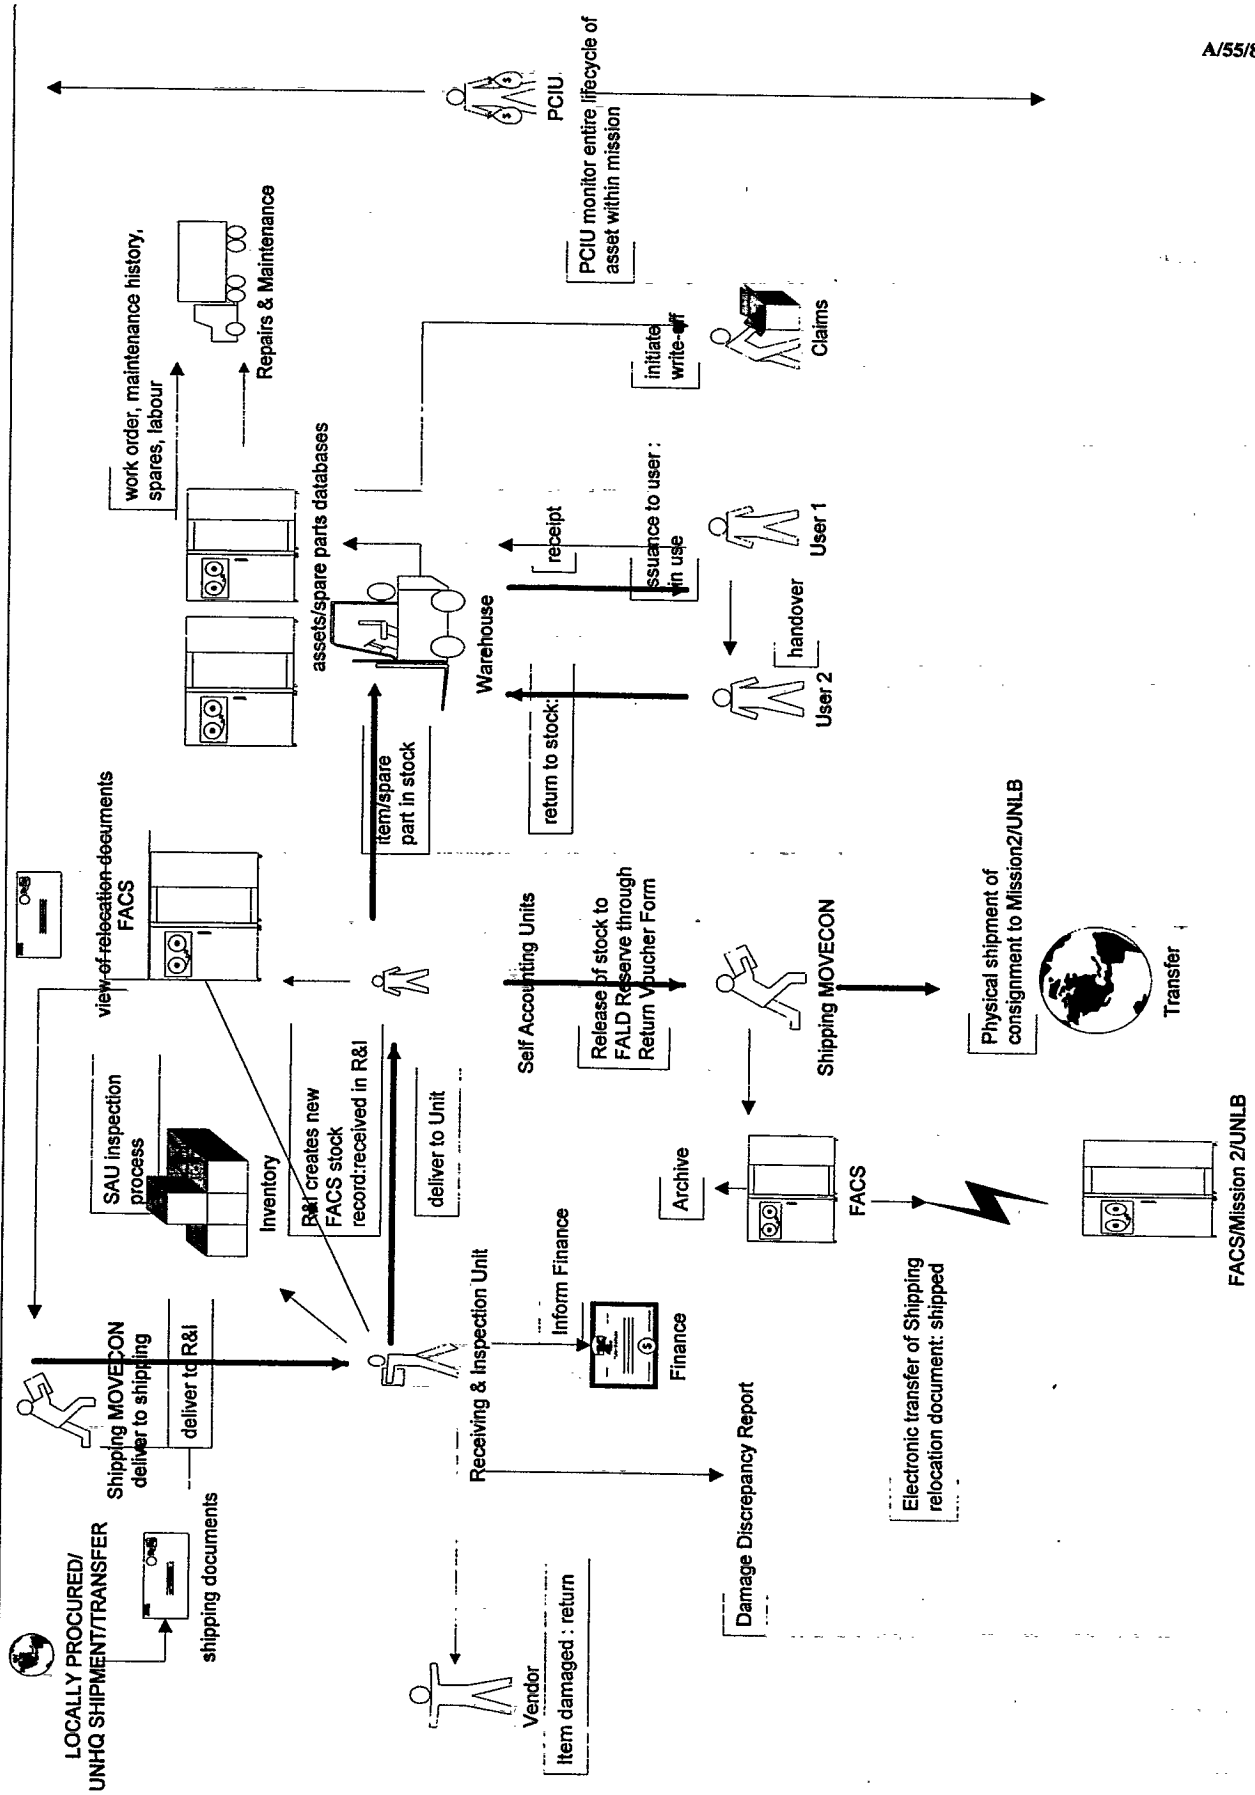 A/55/8
LOCALLY PROCURED/
UNHQ SHIPMENT/TRANSFER
shipping documents
Shipping MOVECON
deliver to shipping
deliver to R&I
SAU inspection
process
Inventory
view of relocation documents
FACS
R&I creates new
FACS stock
record:received in R&I
deliver to Unit
Receiving & Inspection Unit
Inform Finance
Finance
Vendor
Item damaged : return
Damage Discrepancy Report
Self Accounting Units
Release of stock to
FALD Reserve through
Return Voucher Form
Shipping MOVECON
Archive
FACS
Electronic transfer of Shipping
relocation document: shipped
FACS/Mission 2/UNLB
Physical shipment of
consignment to Mission2/UNLB
Transfer
item/spare
part in stock
assets/spare parts databases
Warehouse
work order, maintenance history,
spares, labour
Repairs & Maintenance
return to stock:
receipt
issuance to user :
in use
User 1
handover
User 2
initiate
write-off
Claims
PCIU
PCIU monitor entire lifecycle of
asset within mission